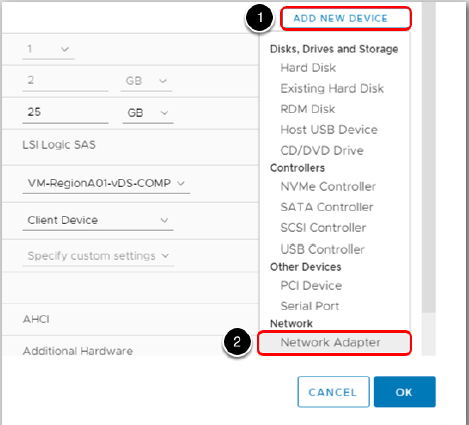 1
ADD NEW DEVICE
1
2
GB
25
GB
LSI Logic SAS
VM-RegionA01-vDS-COMP
Client Device
Specify custom settings
AHCI
Additional Hardware
Disks, Drives and Storage
Hard Disk
Existing Hard Disk
RDM Disk
Host USB Device
CD/DVD Drive
Controllers
NVMe Controller
SATA Controller
SCSI Controller
USB Controller
Other Devices
PCI Device
Serial Port
Network
2
Network Adapter
CANCEL
OK